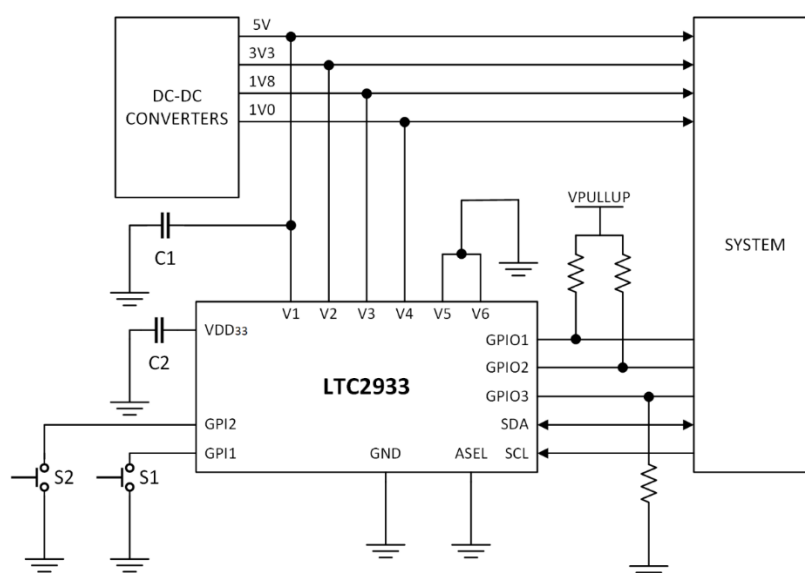 5V
3V3
1V8
1V0
DC-DC
CONVERTERS
VPULLUP
SYSTEM
C1
V1 V2 V3 V4 V5 V6
VDD33
C2
GPIO1
GPIO2
LTC2933
GPIO3
GPI2
SDA
GPI1
GND
ASEL
SCL
S2
S1